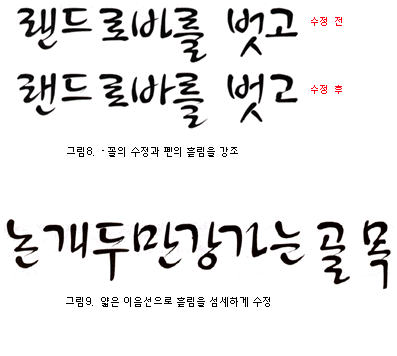 랜드로바를 벗고 수정 전
랜드로바를 벗고 수정 후
그림8. ·꼴의 수정과 펜의 흩림을 강조
논개두만강가는골목
그림9. 얇은 이음선으로 흩림을 섬세하게 수정